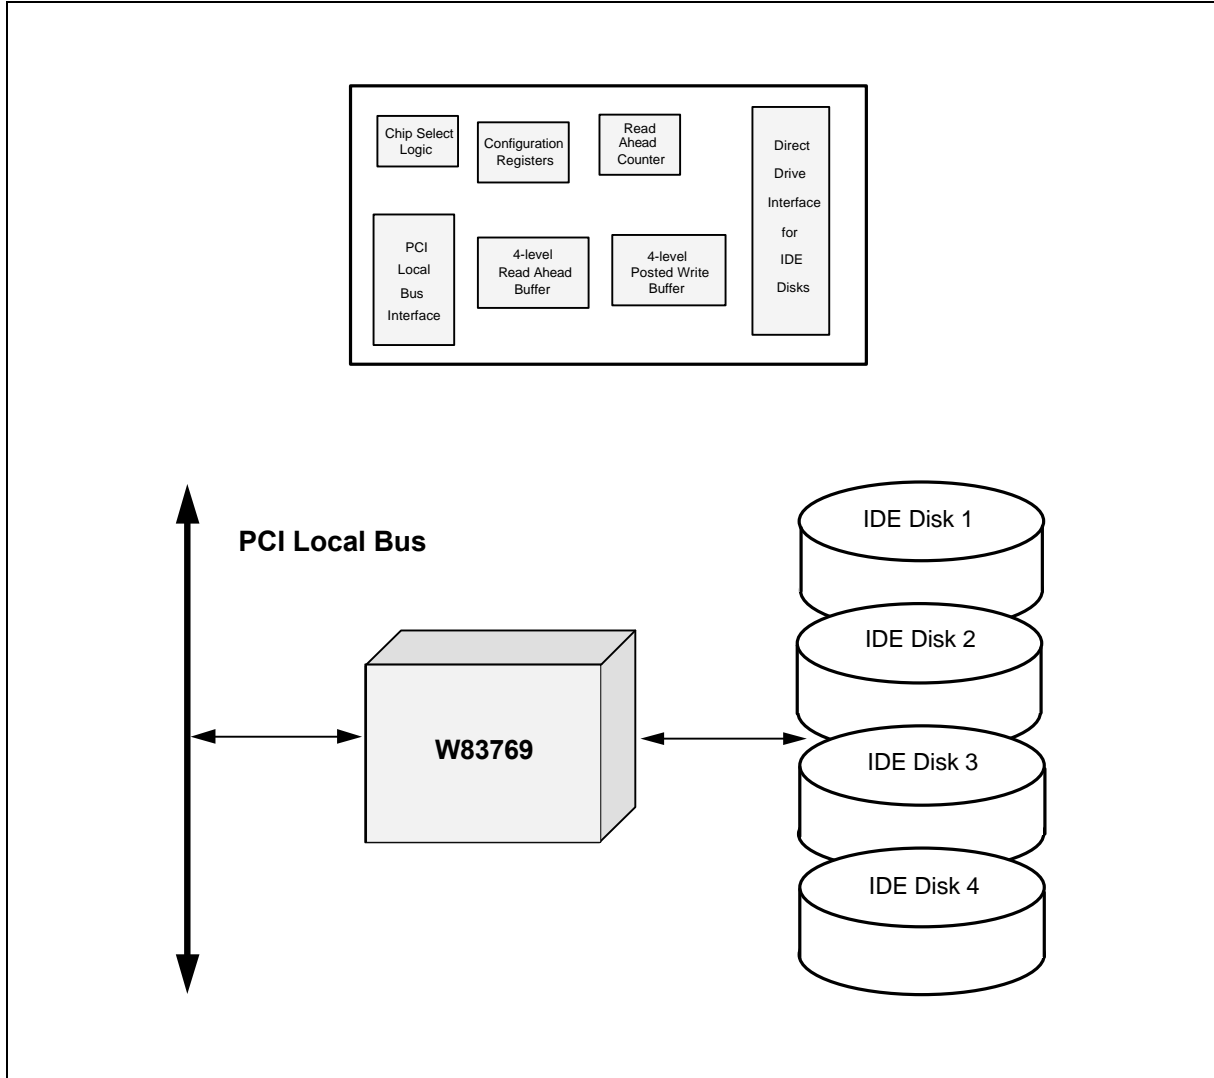 Chip Select
Logic
Configuration
Registers
Read
Ahead
Counter
Direct
Drive
Interface
for
IDE
Disks
PCI
Local
Bus
Interface
4-level
Read Ahead
Buffer
4-level
Posted Write
Buffer
PCI Local Bus
W83769
IDE Disk 1
IDE Disk 2
IDE Disk 3
IDE Disk 4